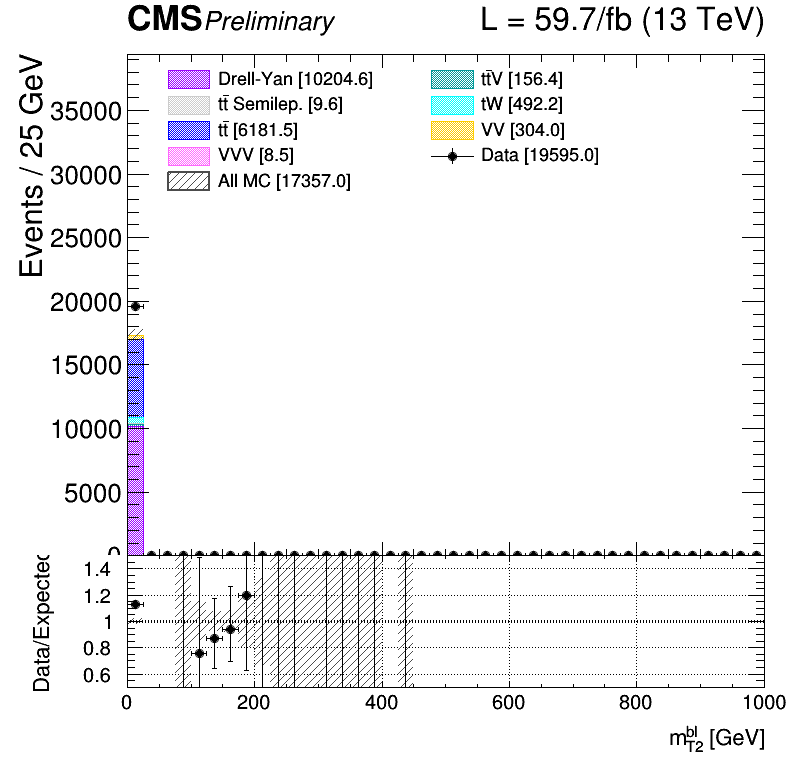 CMS Preliminary L = 59.7/fb (13 TeV)
Events / 25 GeV
Drell-Yan [10204.6]
tt̄ Semilep. [9.6]
tt̄ [6181.5]
VVV [8.5]
All MC [17357.0]
tt̄V [156.4]
tW [492.2]
VV [304.0]
Data [19595.0]
35000
30000
25000
20000
15000
10000
5000
0
Data/Expected
1.4
1.2
1
0.8
0.6
0 200 400 600 800 1000
m_{T2}^{bl} [GeV]